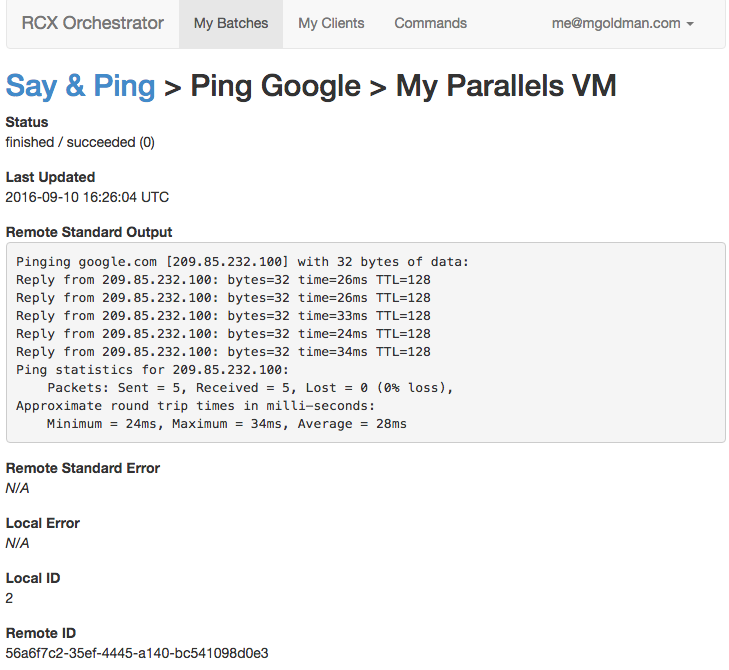 RCX Orchestrator My Batches My Clients Commands me@mgoldman.com
Say & Ping > Ping Google > My Parallels VM
Status
finished / succeeded (0)
Last Updated
2016-09-10 16:26:04 UTC
Remote Standard Output
Pinging google.com [209.85.232.100] with 32 bytes of data:
Reply from 209.85.232.100: bytes=32 time=26ms TTL=128
Reply from 209.85.232.100: bytes=32 time=26ms TTL=128
Reply from 209.85.232.100: bytes=32 time=33ms TTL=128
Reply from 209.85.232.100: bytes=32 time=24ms TTL=128
Reply from 209.85.232.100: bytes=32 time=34ms TTL=128
Ping statistics for 209.85.232.100:
    Packets: Sent = 5, Received = 5, Lost = 0 (0% loss),
Approximate round trip times in milli-seconds:
    Minimum = 24ms, Maximum = 34ms, Average = 28ms
Remote Standard Error
N/A
Local Error
N/A
Local ID
2
Remote ID
56a6f7c2-35ef-4445-a140-bc541098d0e3